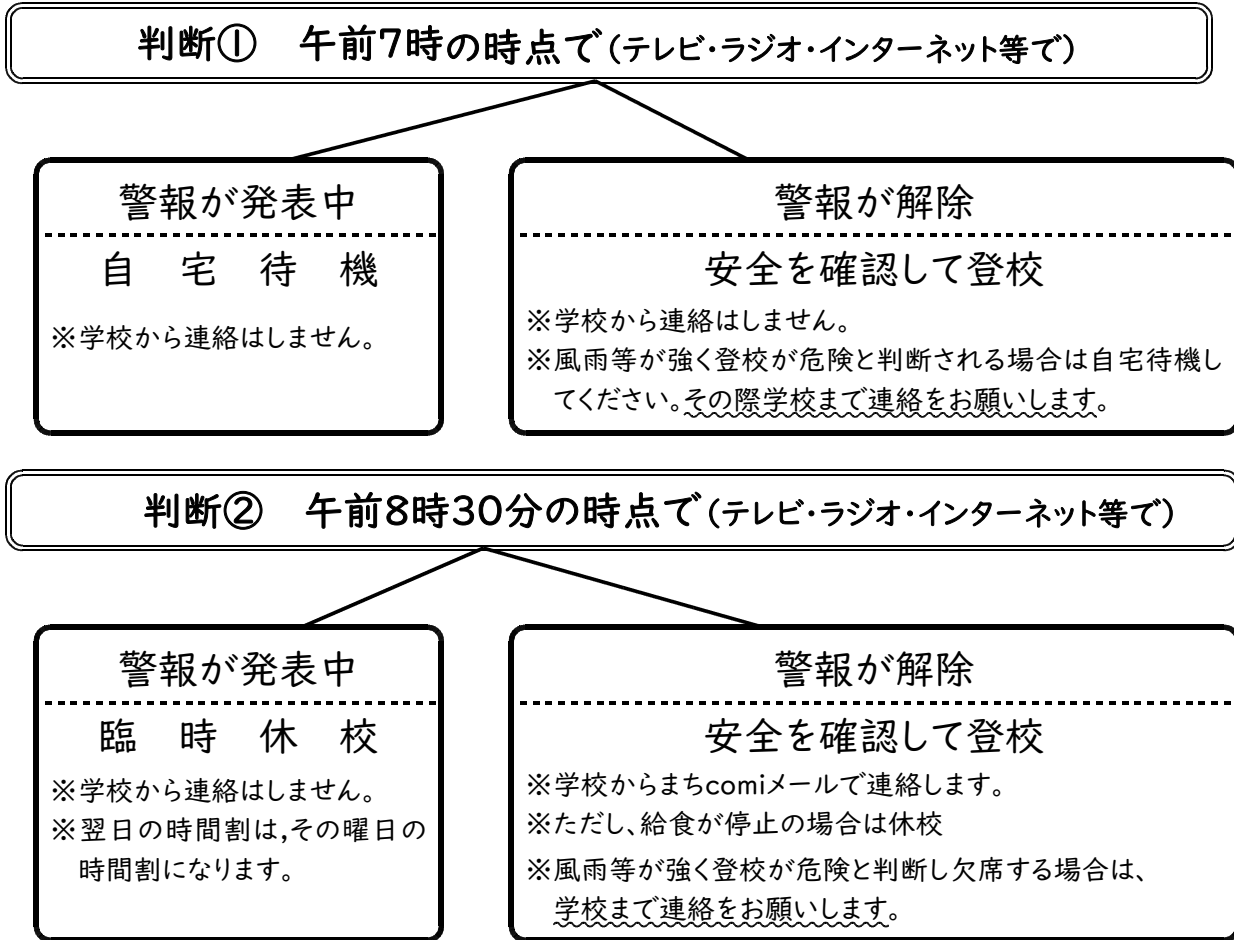 判断① 午前7時の時点で(テレビ・ラジオ・インターネット等で)
警報が発表中
自 宅 待 機
※学校から連絡はしません。
警報が解除
安全を確認して登校
※学校から連絡はしません。
※風雨等が強く登校が危険と判断される場合は自宅待機し
てください。その際学校まで連絡をお願いします。
判断② 午前8時30分の時点で(テレビ・ラジオ・インターネット等で)
警報が発表中
臨 時 休 校
※学校から連絡はしません。
※翌日の時間割は,その曜日の
時間割になります。
警報が解除
安全を確認して登校
※学校からまちcomiメールで連絡します。
※ただし、給食が停止の場合は休校
※風雨等が強く登校が危険と判断し欠席する場合は、
学校まで連絡をお願いします。